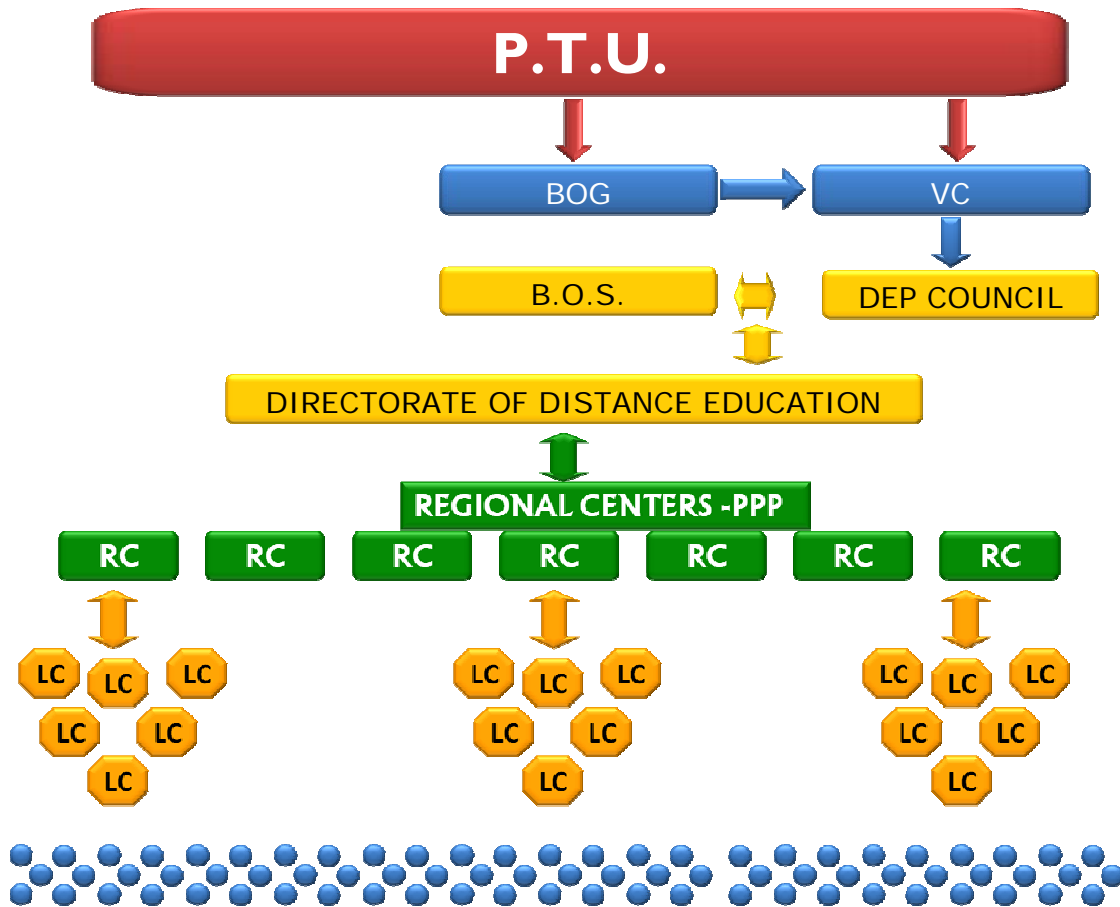 P.T.U.
BOG VC
B.O.S. DEP COUNCIL
DIRECTORATE OF DISTANCE EDUCATION
REGIONAL CENTERS -PPP
RC RC RC RC RC RC RC
LC LC LC LC LC LC LC LC LC
LC LC LC LC LC LC
LC LC LC